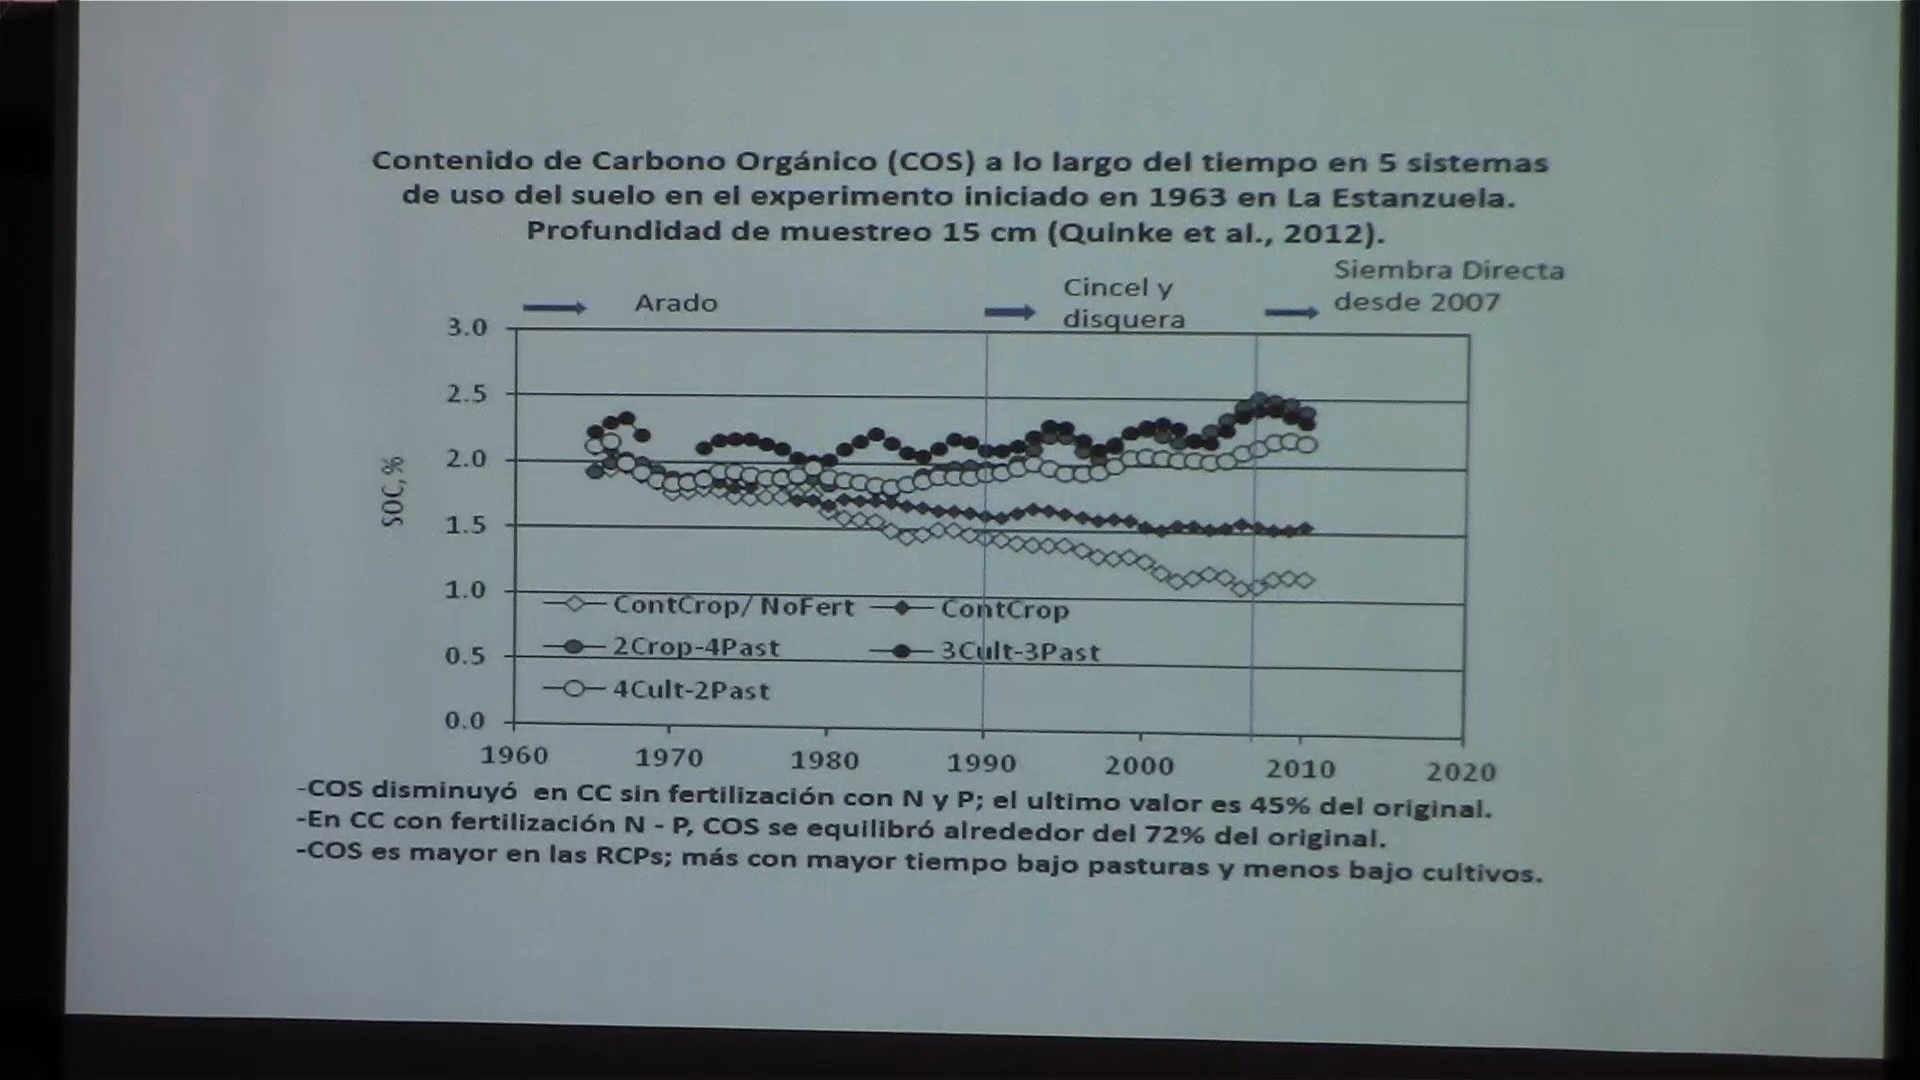 Contenido de Carbono Orgánico (COS) a lo largo del tiempo en 5 sistemas
de uso del suelo en el experimento iniciado en 1963 en La Estanzuela.
Profundidad de muestreo 15 cm (Quinke et al., 2012).
Arado
Cincel y
disquera
Siembra Directa
desde 2007
3.0
2.5
2.0
1.5
1.0
0.5
0.0
SOC, %
ContCrop/ NoFert
ContCrop
2Crop-4Past
3Cult-3Past
4Cult-2Past
1960 1970 1980 1990 2000 2010 2020
-COS disminuyó en CC sin fertilización con N y P; el ultimo valor es 45% del original.
-En CC con fertilización N - P, COS se equilibró alrededor del 72% del original.
-COS es mayor en las RCPs; más con mayor tiempo bajo pasturas y menos bajo cultivos.